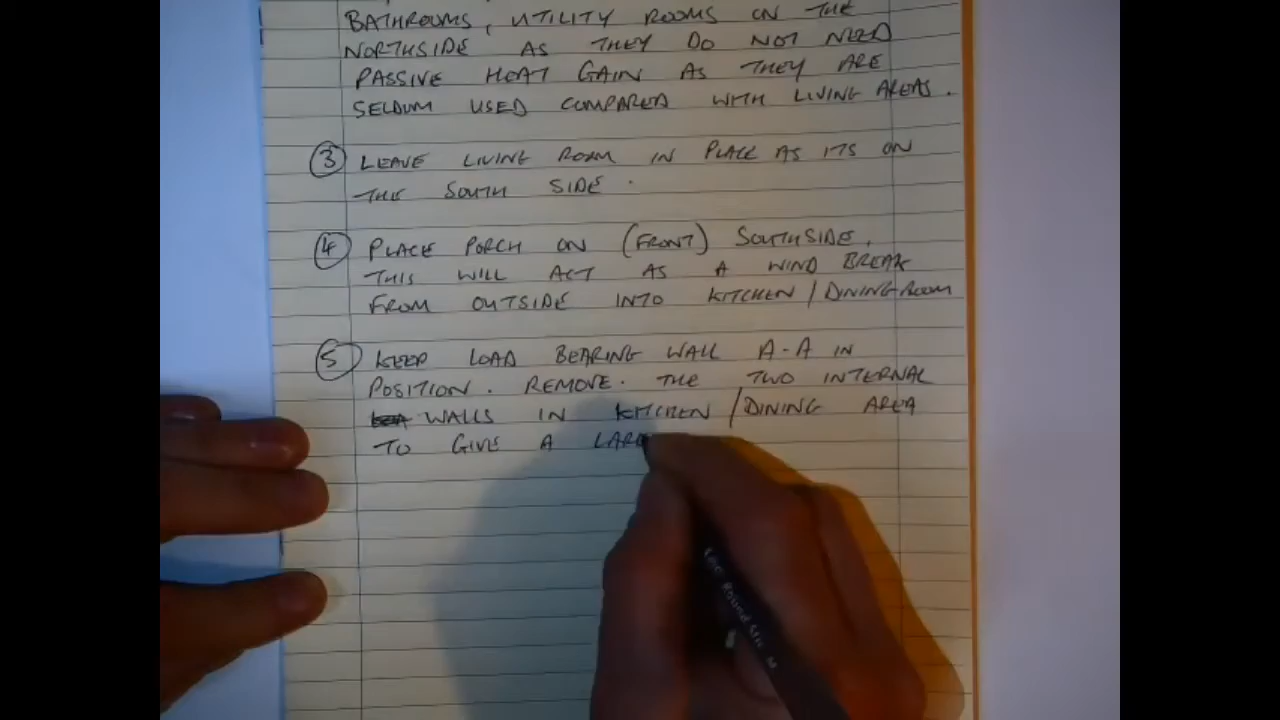 BATHROOMS, UTILITY ROOMS ON THE
NORTHSIDE AS THEY DO NOT NEED
PASSIVE HEAT GAIN AS THEY ARE
SELDUM USED COMPARED WITH LIVING AREAS.
3 LEAVE LIVING ROOM IN PLACE AS ITS ON
THE SOUTH SIDE.
4 PLACE PORCH ON (FRONT) SOUTHSIDE.
THIS WILL ACT AS A WIND BREAK
FROM OUTSIDE INTO KITCHEN / DINING ROOM
5 KEEP LOAD BEARING WALL A-A IN
POSITION. REMOVE. THE TWO INTERNAL
WALLS IN KITCHEN / DINING AREA
TO GIVE A LARG